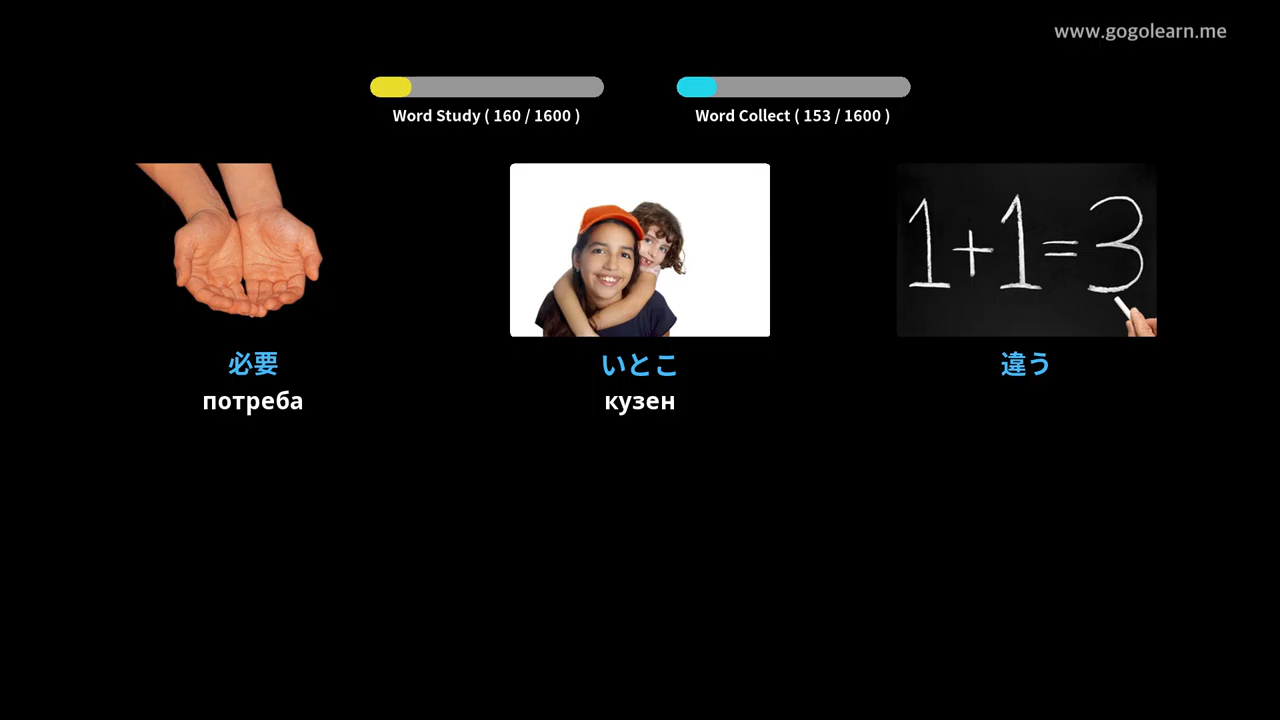 www.gogolearn.me
Word Study ( 160 / 1600 )
Word Collect ( 153 / 1600 )
1+1=3
必要
потреба
いとこ
кузен
違う